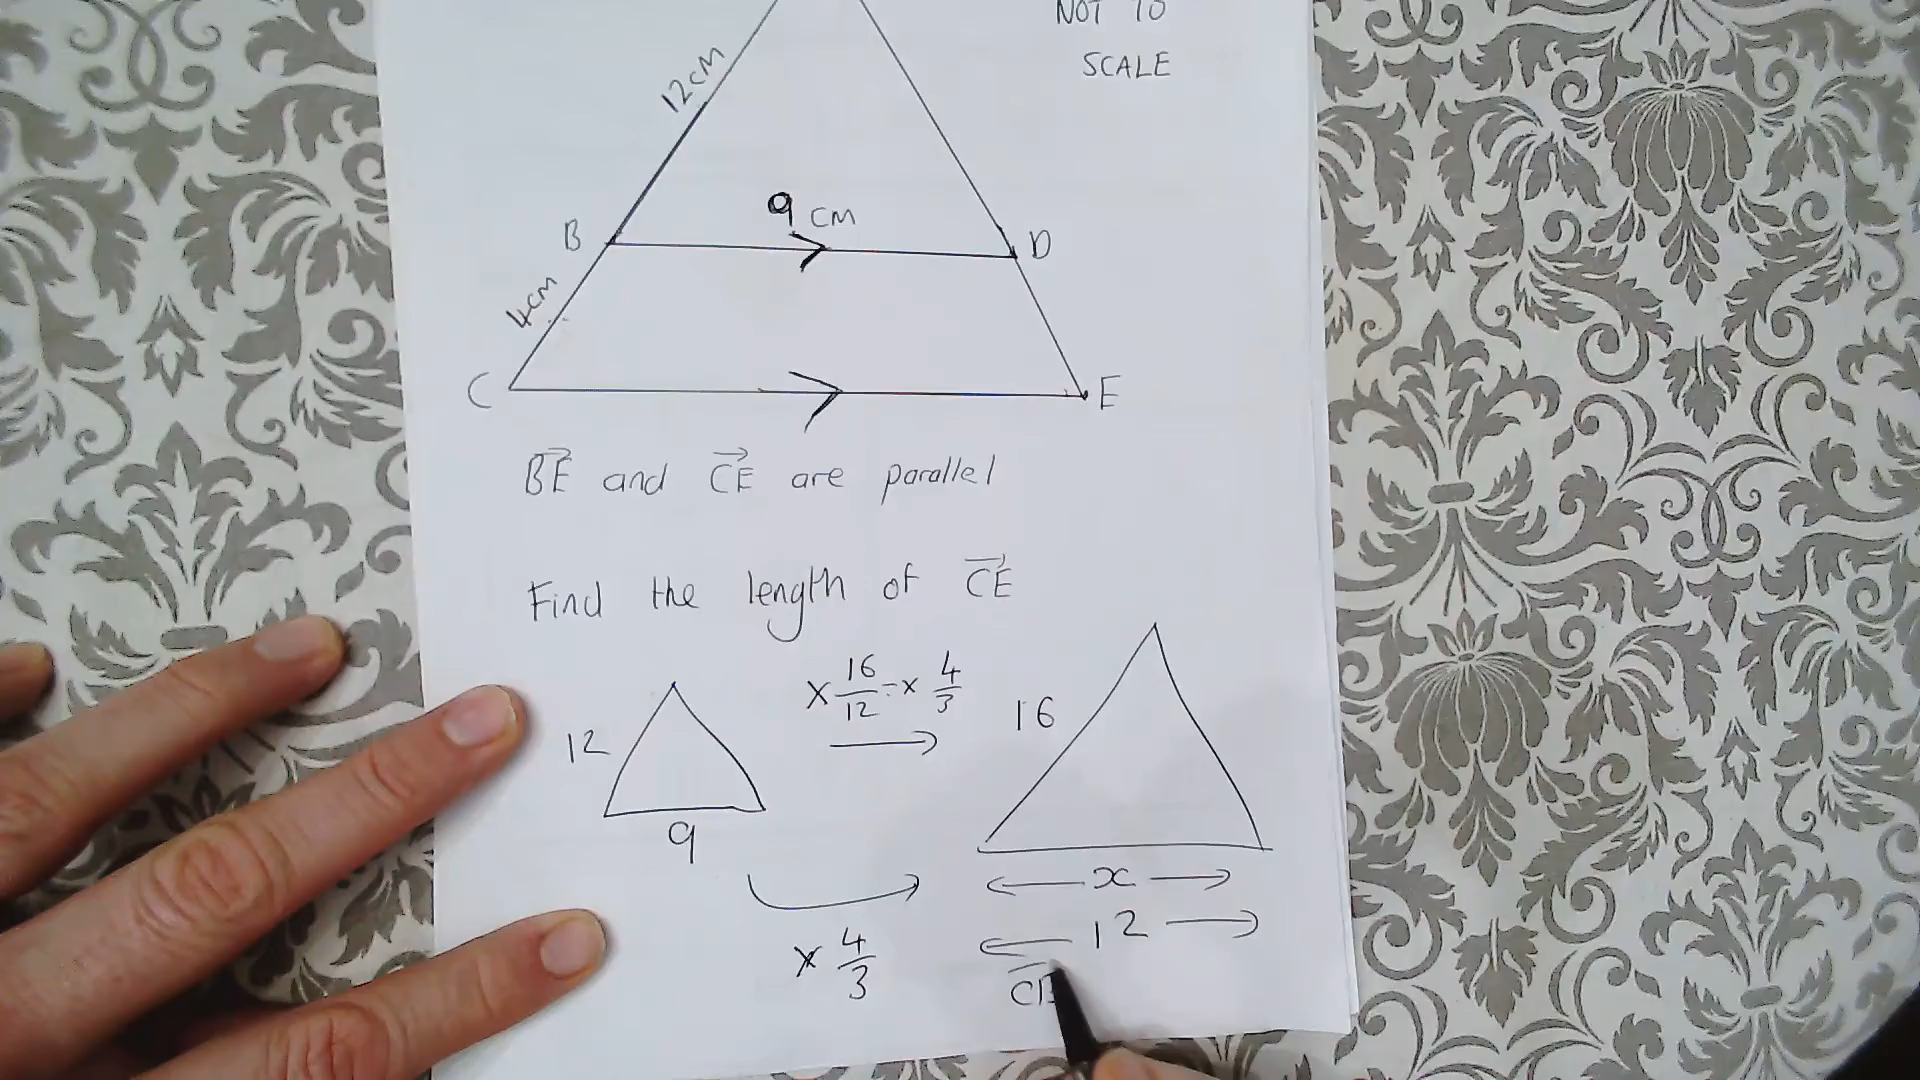 NOT TO
SCALE
12cm
9 cm
B
D
4cm
C
E
BE and CE are parallel
Find the length of CE
× 16/12 = × 4/3
12
16
9
x
12
× 4/3